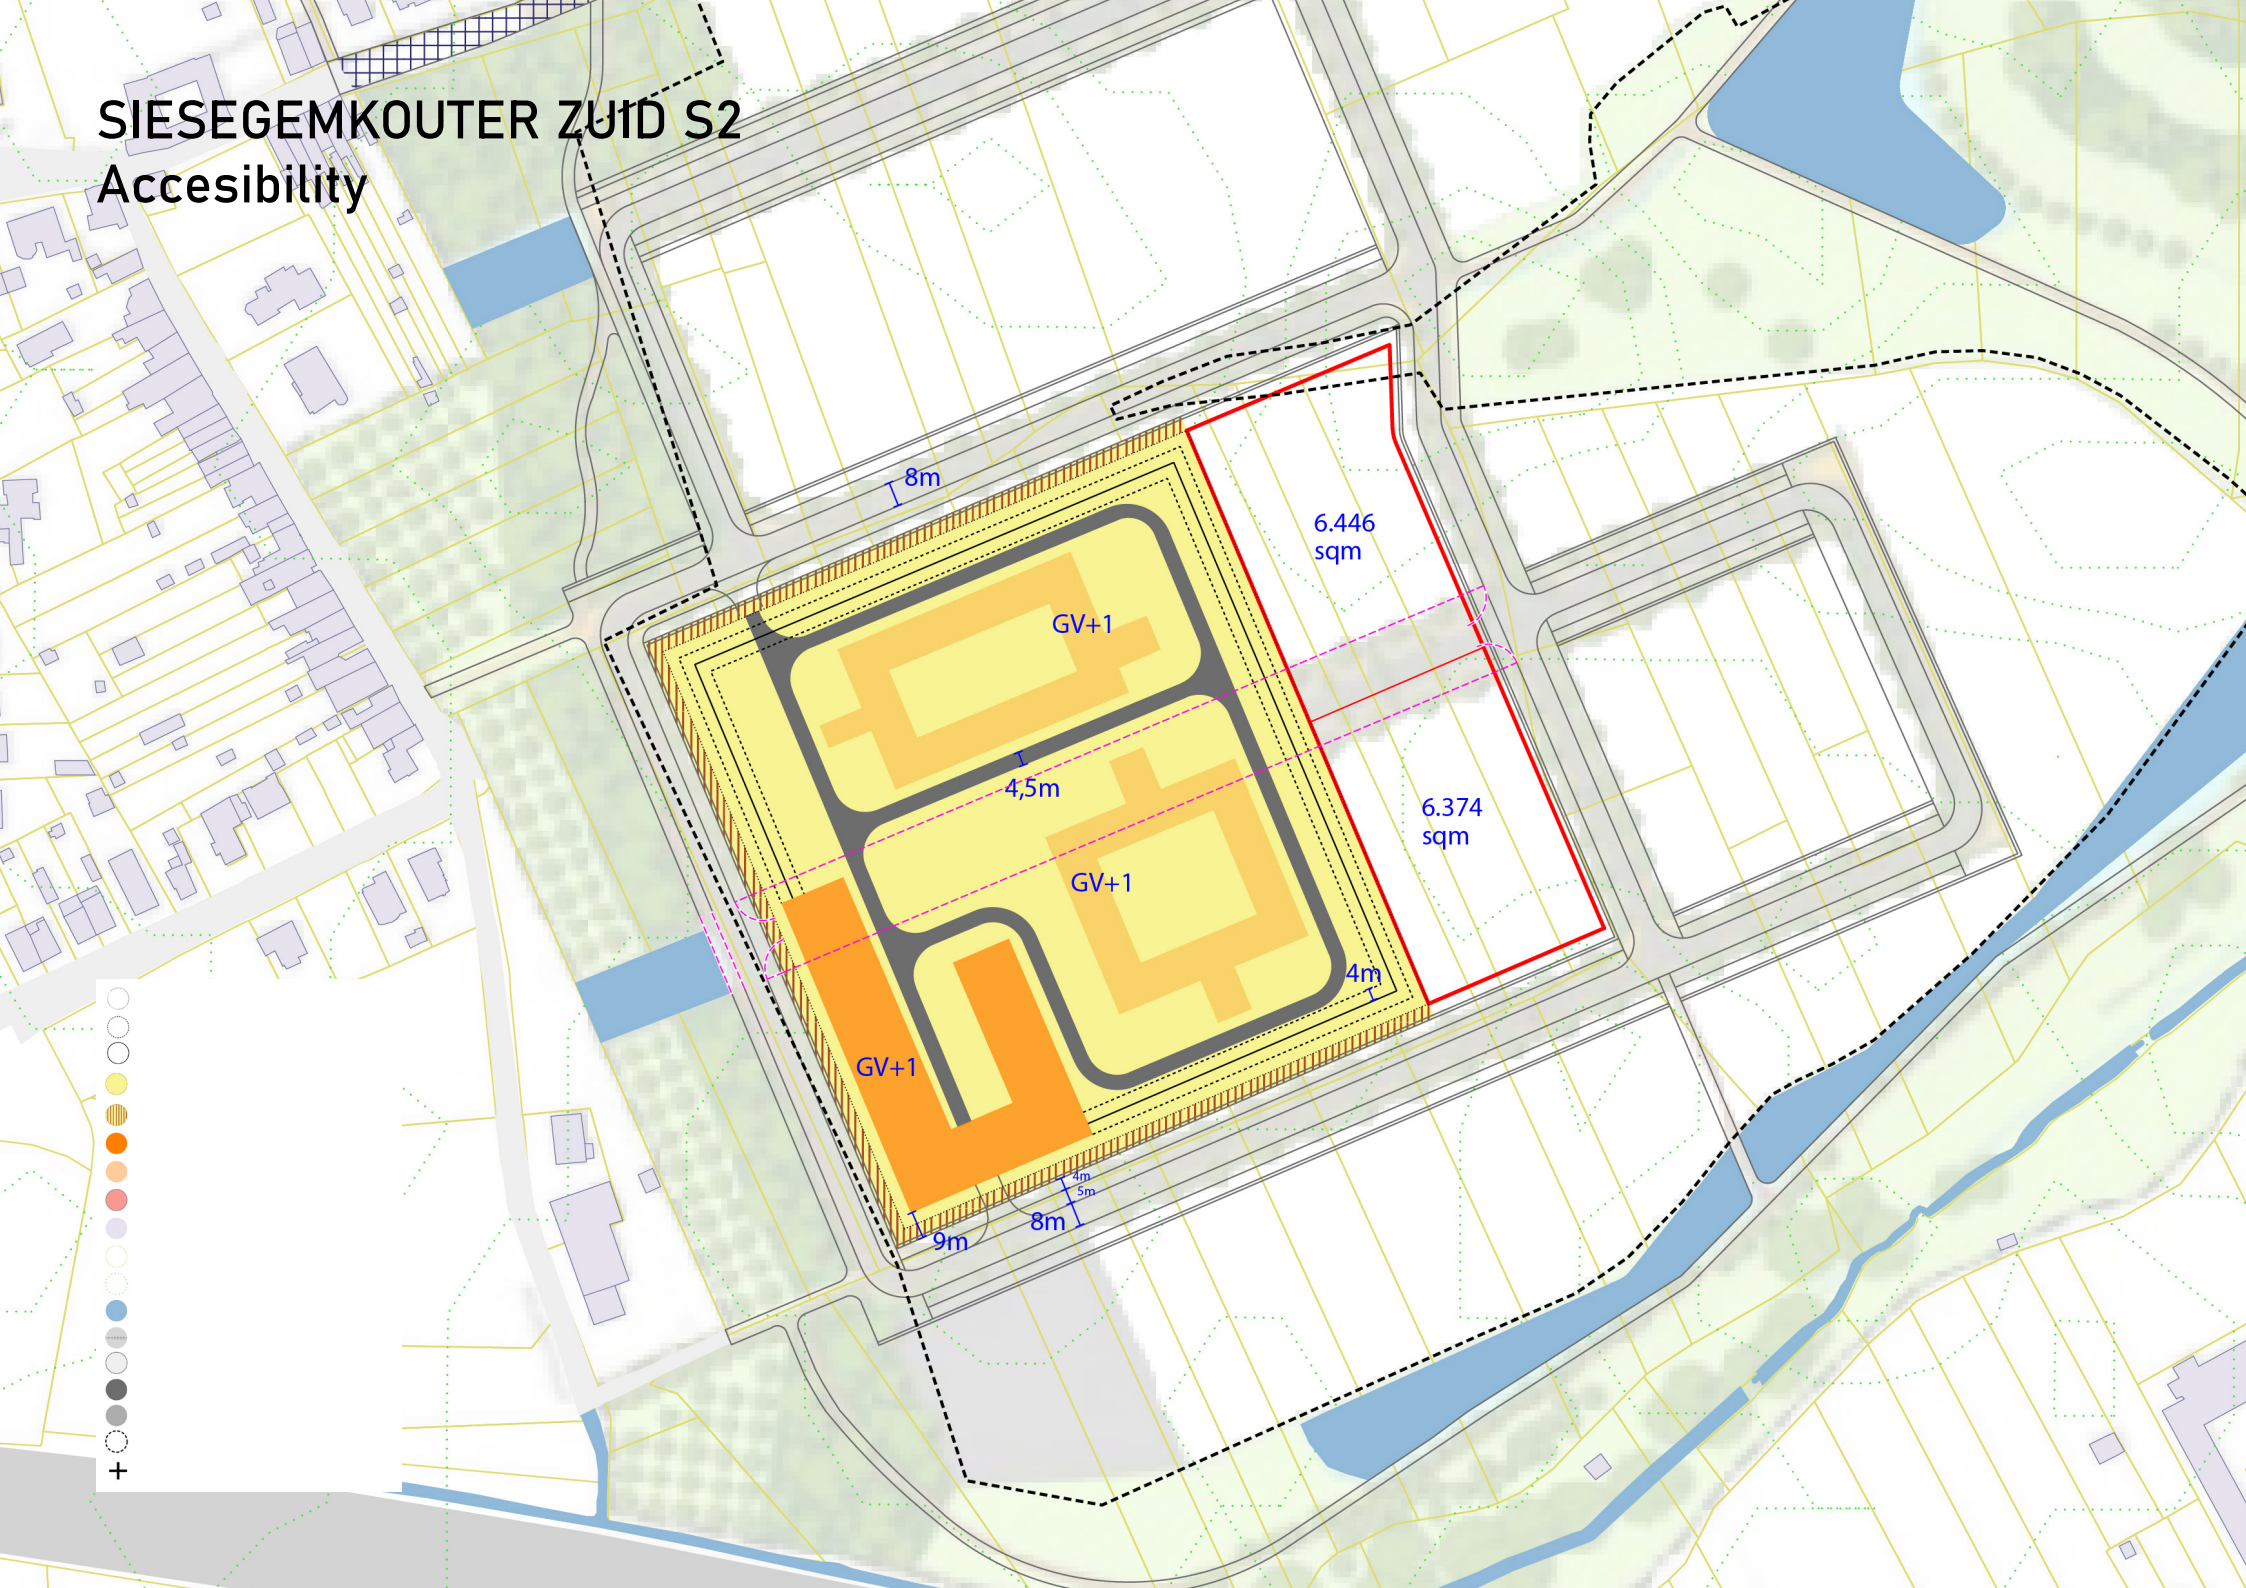 SIESEGEMKOUTER ZUID S2
Accesibility
8m
6.446
sqm
GV+1
4,5m
6.374
sqm
GV+1
4m
GV+1
4m
5m
8m
9m